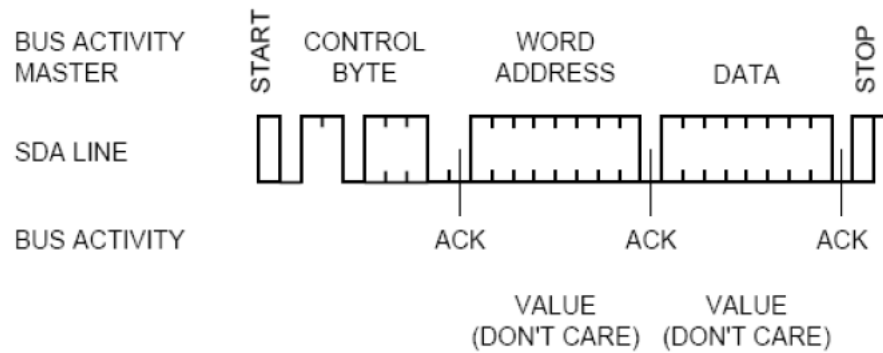 BUS ACTIVITY
MASTER
START
CONTROL
BYTE
WORD
ADDRESS
DATA
STOP
SDA LINE
BUS ACTIVITY
ACK
ACK
ACK
VALUE
(DON'T CARE)
VALUE
(DON'T CARE)